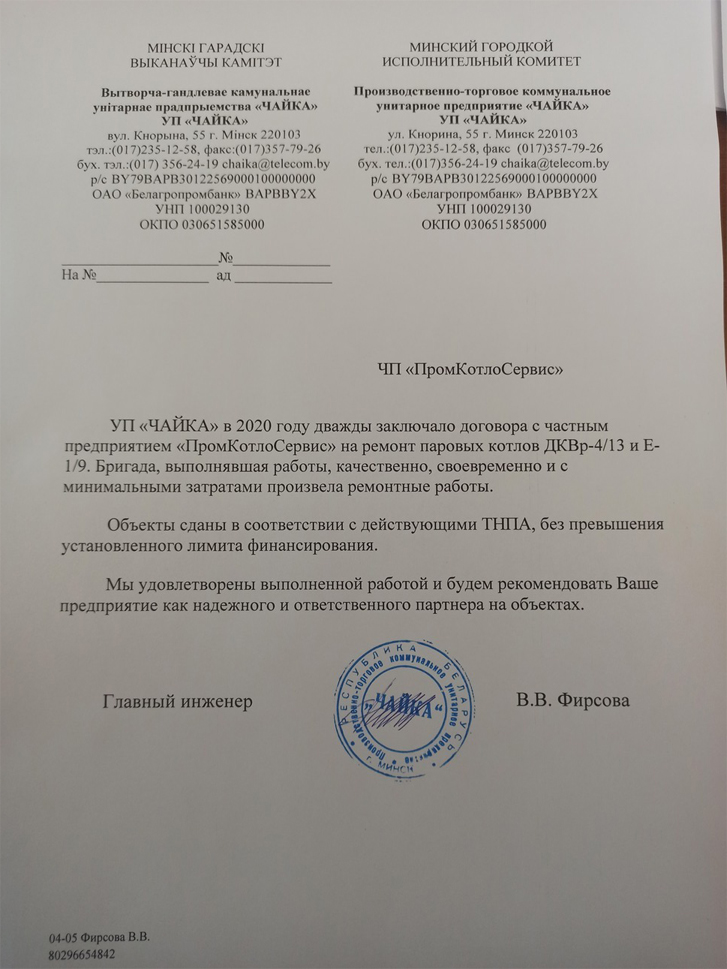 МІНСКІ ГАРАДСКІ
ВЫКАНАЎЧЫ КАМІТЭТ
Вытворча-гандлевае камунальнае
унітарнае прадпрыемства «ЧАЙКА»
УП «ЧАЙКА»
вул. Кнорына, 55 г. Мінск 220103
тэл.:(017)235-12-58, факс:(017)357-79-26
бух. тэл.:(017) 356-24-19 chaika@telecom.by
р/с BY79BAPB30122569000100000000
ОАО «Белагропромбанк» BAPBBY2X
УНП 100029130
ОКПО 030651585000
МИНСКИЙ ГОРОДКОЙ
ИСПОЛНИТЕЛЬНЫЙ КОМИТЕТ
Производственно-торговое коммунальное
унитарное предприятие «ЧАЙКА»
УП «ЧАЙКА»
ул. Кнорина, 55 г. Минск 220103
тел.:(017)235-12-58, факс (017)357-79-26
бух. тел.:(017)356-24-19 chaika@telecom.by
р/с BY79BAPB30122569000100000000
ОАО «Белагропромбанк» BAPBBY2X
УНП 100029130
ОКПО 030651585000
__________________№___________
На №_____________ ад ___________
ЧП «ПромКотлоСервис»
УП «ЧАЙКА» в 2020 году дважды заключало договора с частным
предприятием «ПромКотлоСервис» на ремонт паровых котлов ДКВр-4/13 и Е-
1/9. Бригада, выполнявшая работы, качественно, своевременно и с
минимальными затратами произвела ремонтные работы.
Объекты сданы в соответствии с действующими ТНПА, без превышения
установленного лимита финансирования.
Мы удовлетворены выполненной работой и будем рекомендовать Ваше
предприятие как надежного и ответственного партнера на объектах.
Главный инженер
РЕСПУБЛИКА БЕЛАРУСЬ
Производственно-торговое коммунальное унитарное предприятие
„ЧАЙКА“
г. МИНСК
В.В. Фирсова
04-05 Фирсова В.В.
80296654842